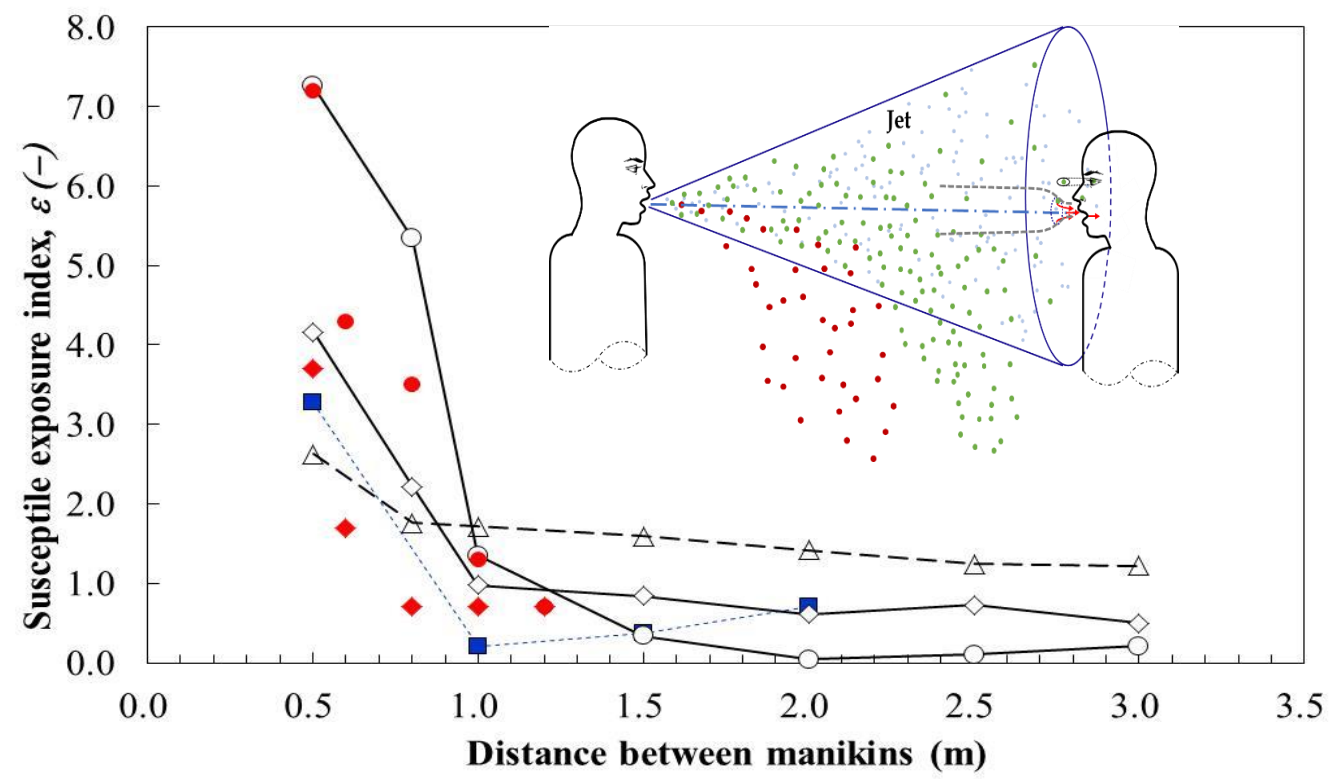 8.0
7.0
6.0
5.0
4.0
3.0
2.0
1.0
0.0
Susceptile exposure index, ε (–)
Jet
0.0 0.5 1.0 1.5 2.0 2.5 3.0 3.5
Distance between manikins (m)